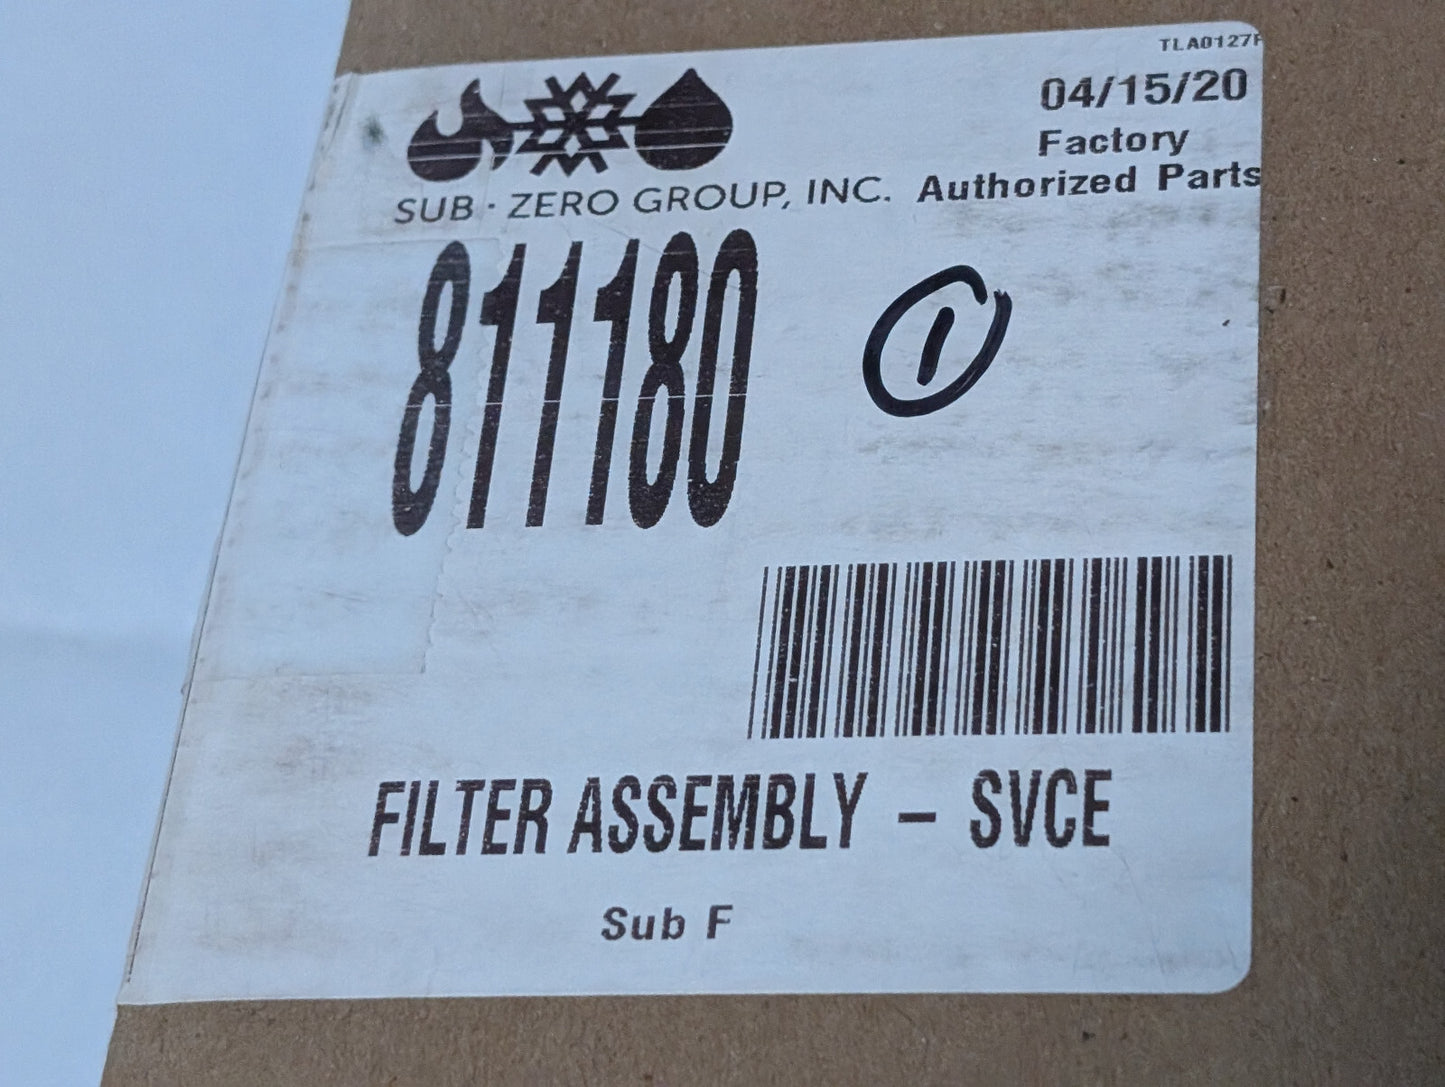 TLA0127F
04/15/20
Factory
Authorized Parts
SUB · ZERO GROUP, INC.
811180
1
FILTER ASSEMBLY – SVCE
Sub F